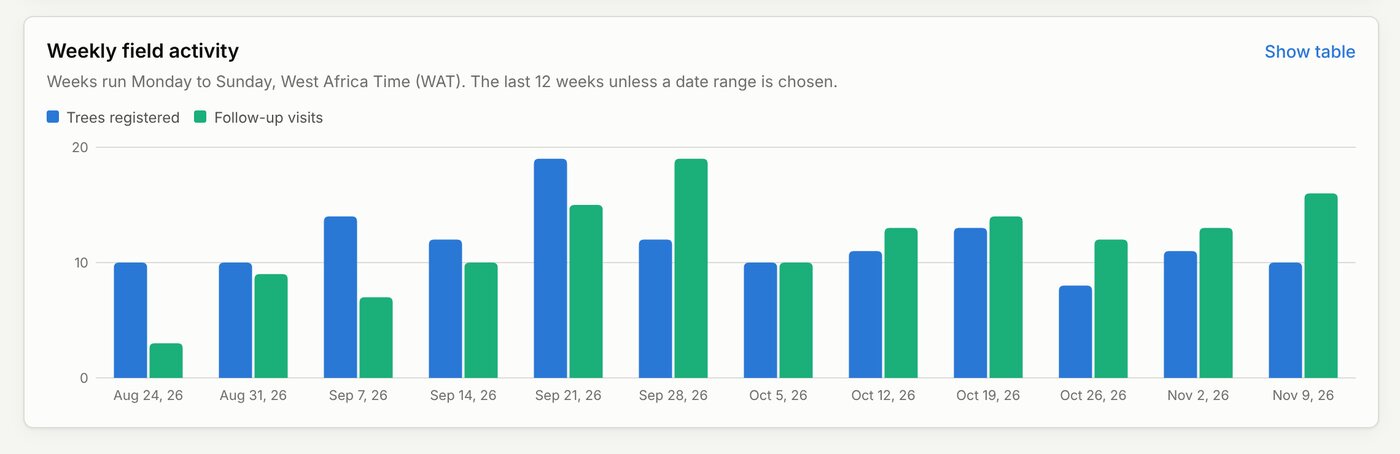 Weekly field activity
Show table
Weeks run Monday to Sunday, West Africa Time (WAT). The last 12 weeks unless a date range is chosen.
Trees registered Follow-up visits
20
10
0
Aug 24, 26 Aug 31, 26 Sep 7, 26 Sep 14, 26 Sep 21, 26 Sep 28, 26 Oct 5, 26 Oct 12, 26 Oct 19, 26 Oct 26, 26 Nov 2, 26 Nov 9, 26